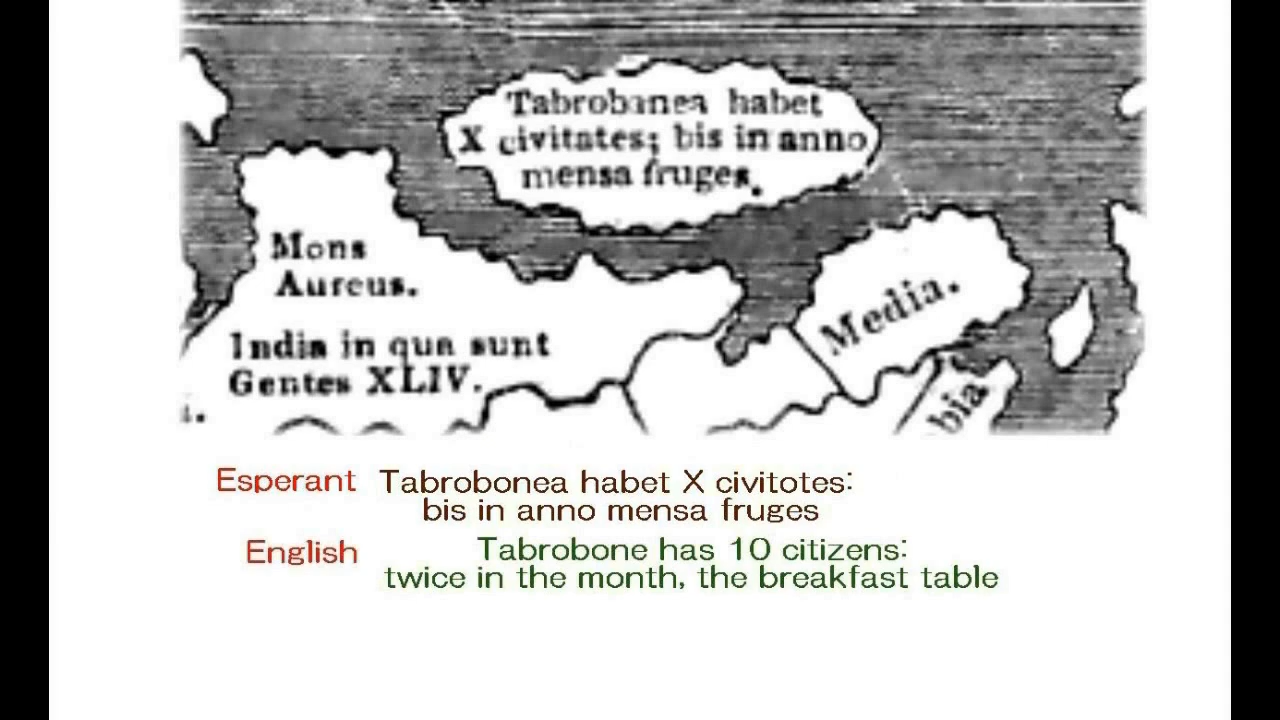 Tabrobanea habet
X civitates; bis in anno
mensa fruges.
Mons
Aureus.
India in qua sunt
Gentes XLIV.
Media.
bia
i.
Esperant Tabrobonea habet X civitotes:
bis in anno mensa fruges
English Tabrobone has 10 citizens:
twice in the month, the breakfast table